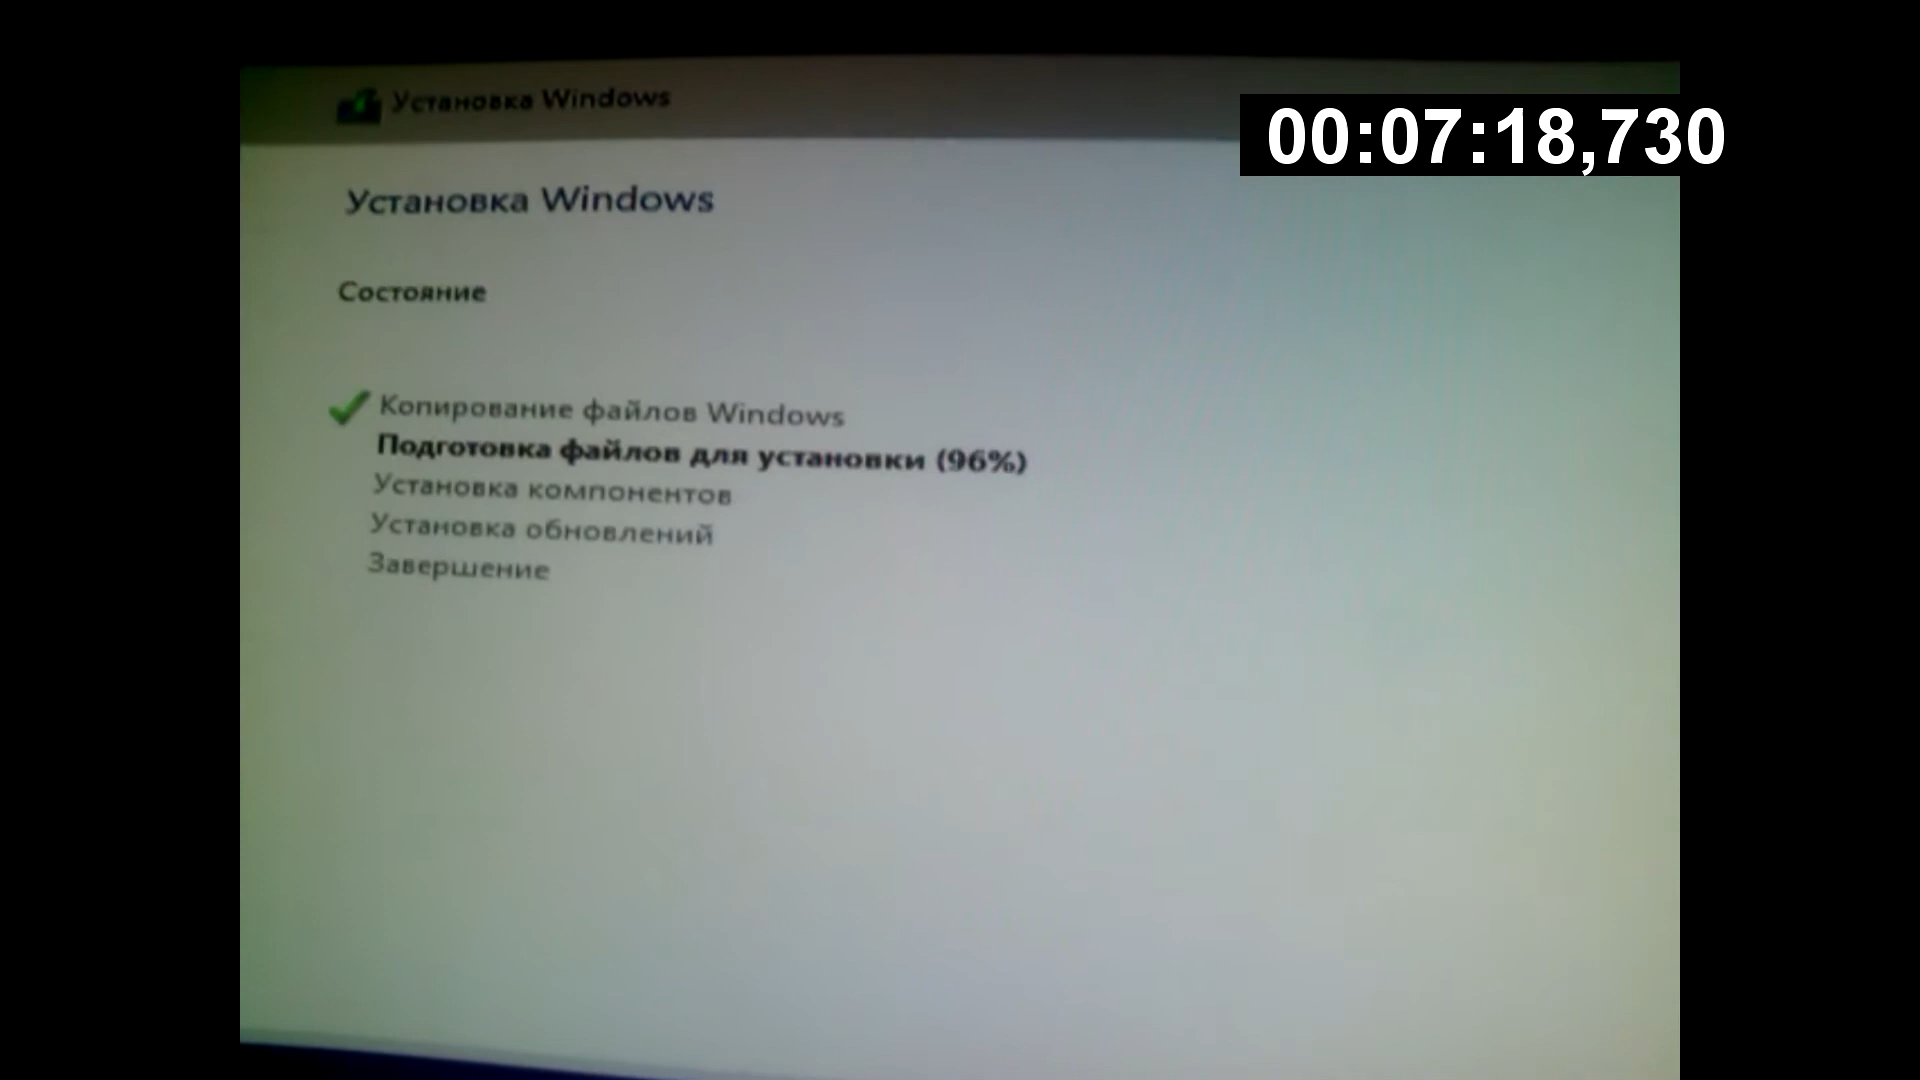 Установка Windows
00:07:18,730
Установка Windows
Состояние
Копирование файлов Windows
Подготовка файлов для установки (96%)
Установка компонентов
Установка обновлений
Завершение